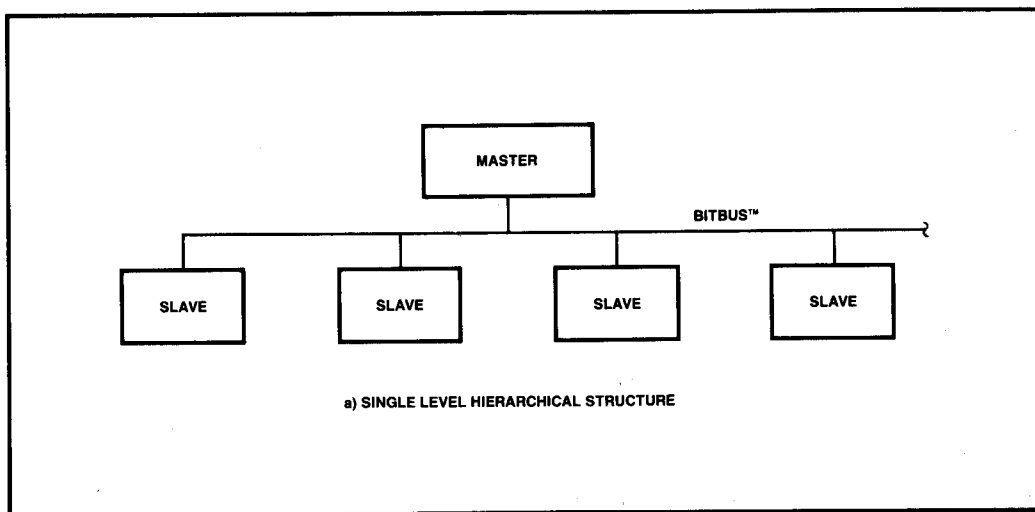 MASTER
BITBUS™
SLAVE
SLAVE
SLAVE
SLAVE
a) SINGLE LEVEL HIERARCHICAL STRUCTURE